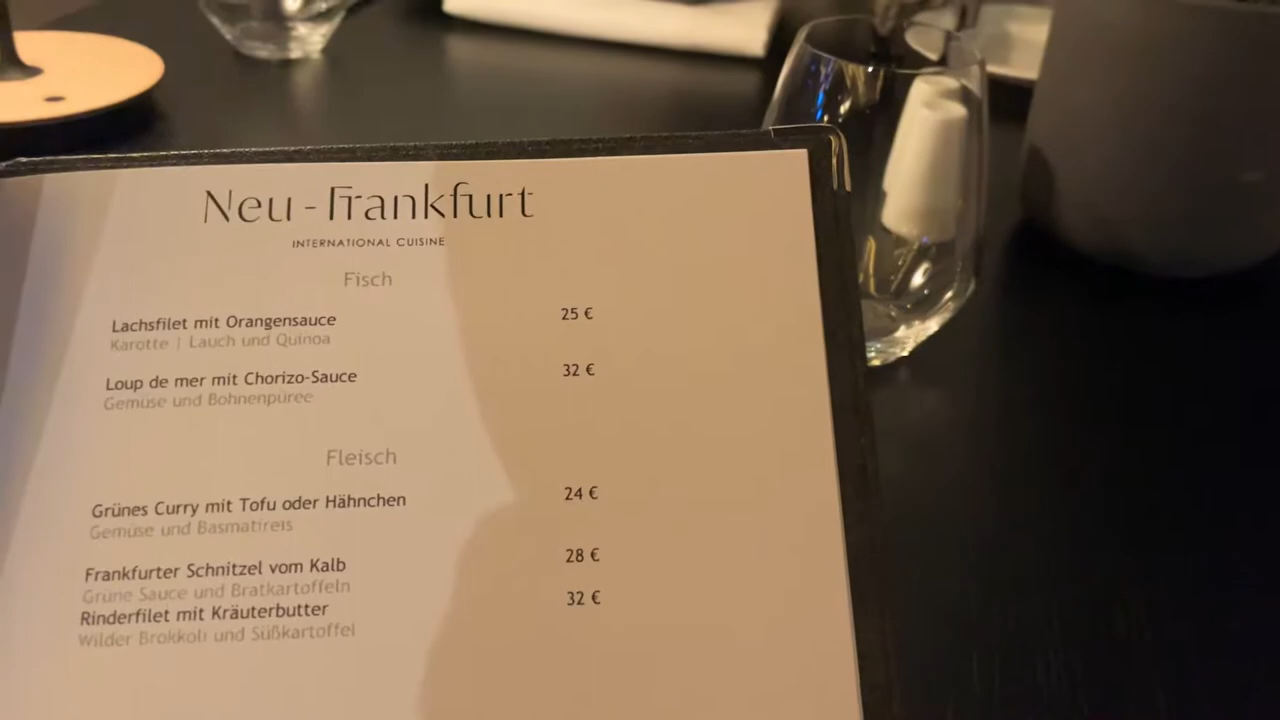 Neu-Frankfurt
INTERNATIONAL CUISINE
Fisch
Lachsfilet mit Orangensauce 25 €
Karotte | Lauch und Quinoa
Loup de mer mit Chorizo-Sauce 32 €
Gemüse und Bohnenpüree
Fleisch
Grünes Curry mit Tofu oder Hähnchen 24 €
Gemüse und Basmatireis
Frankfurter Schnitzel vom Kalb 28 €
Grüne Sauce und Bratkartoffeln
Rinderfilet mit Kräuterbutter 32 €
Wilder Brokkoli und Süßkartoffel